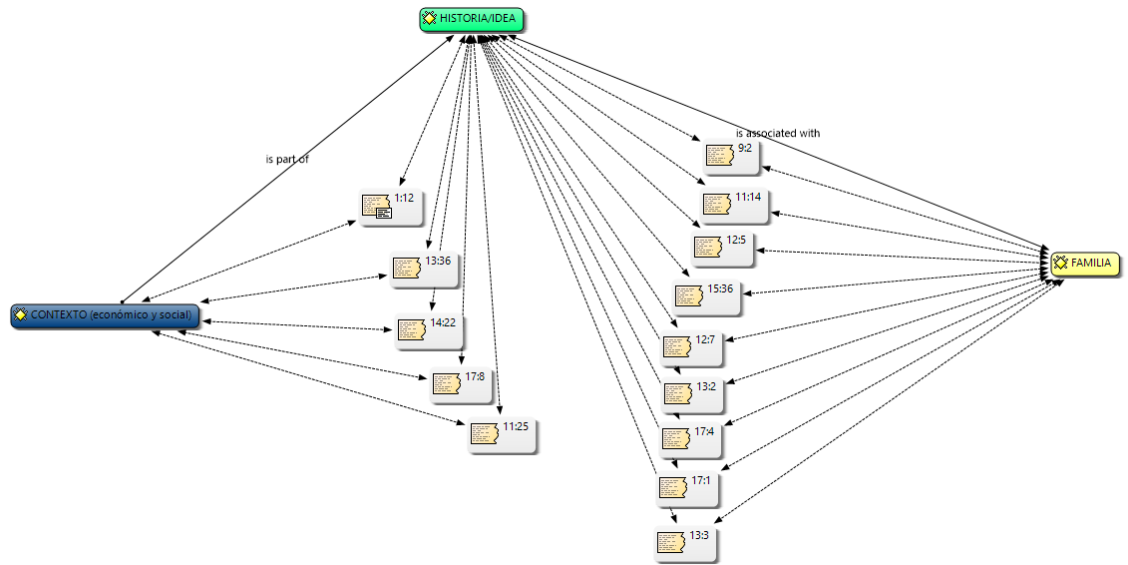 HISTORIA/IDEA
is associated with
9:2
is part of
1:12
11:14
12:5
13:36
FAMILIA
15:36
CONTEXTO (económico y social)
14:22
12:7
17:8
13:2
11:25
17:4
17:1
13:3